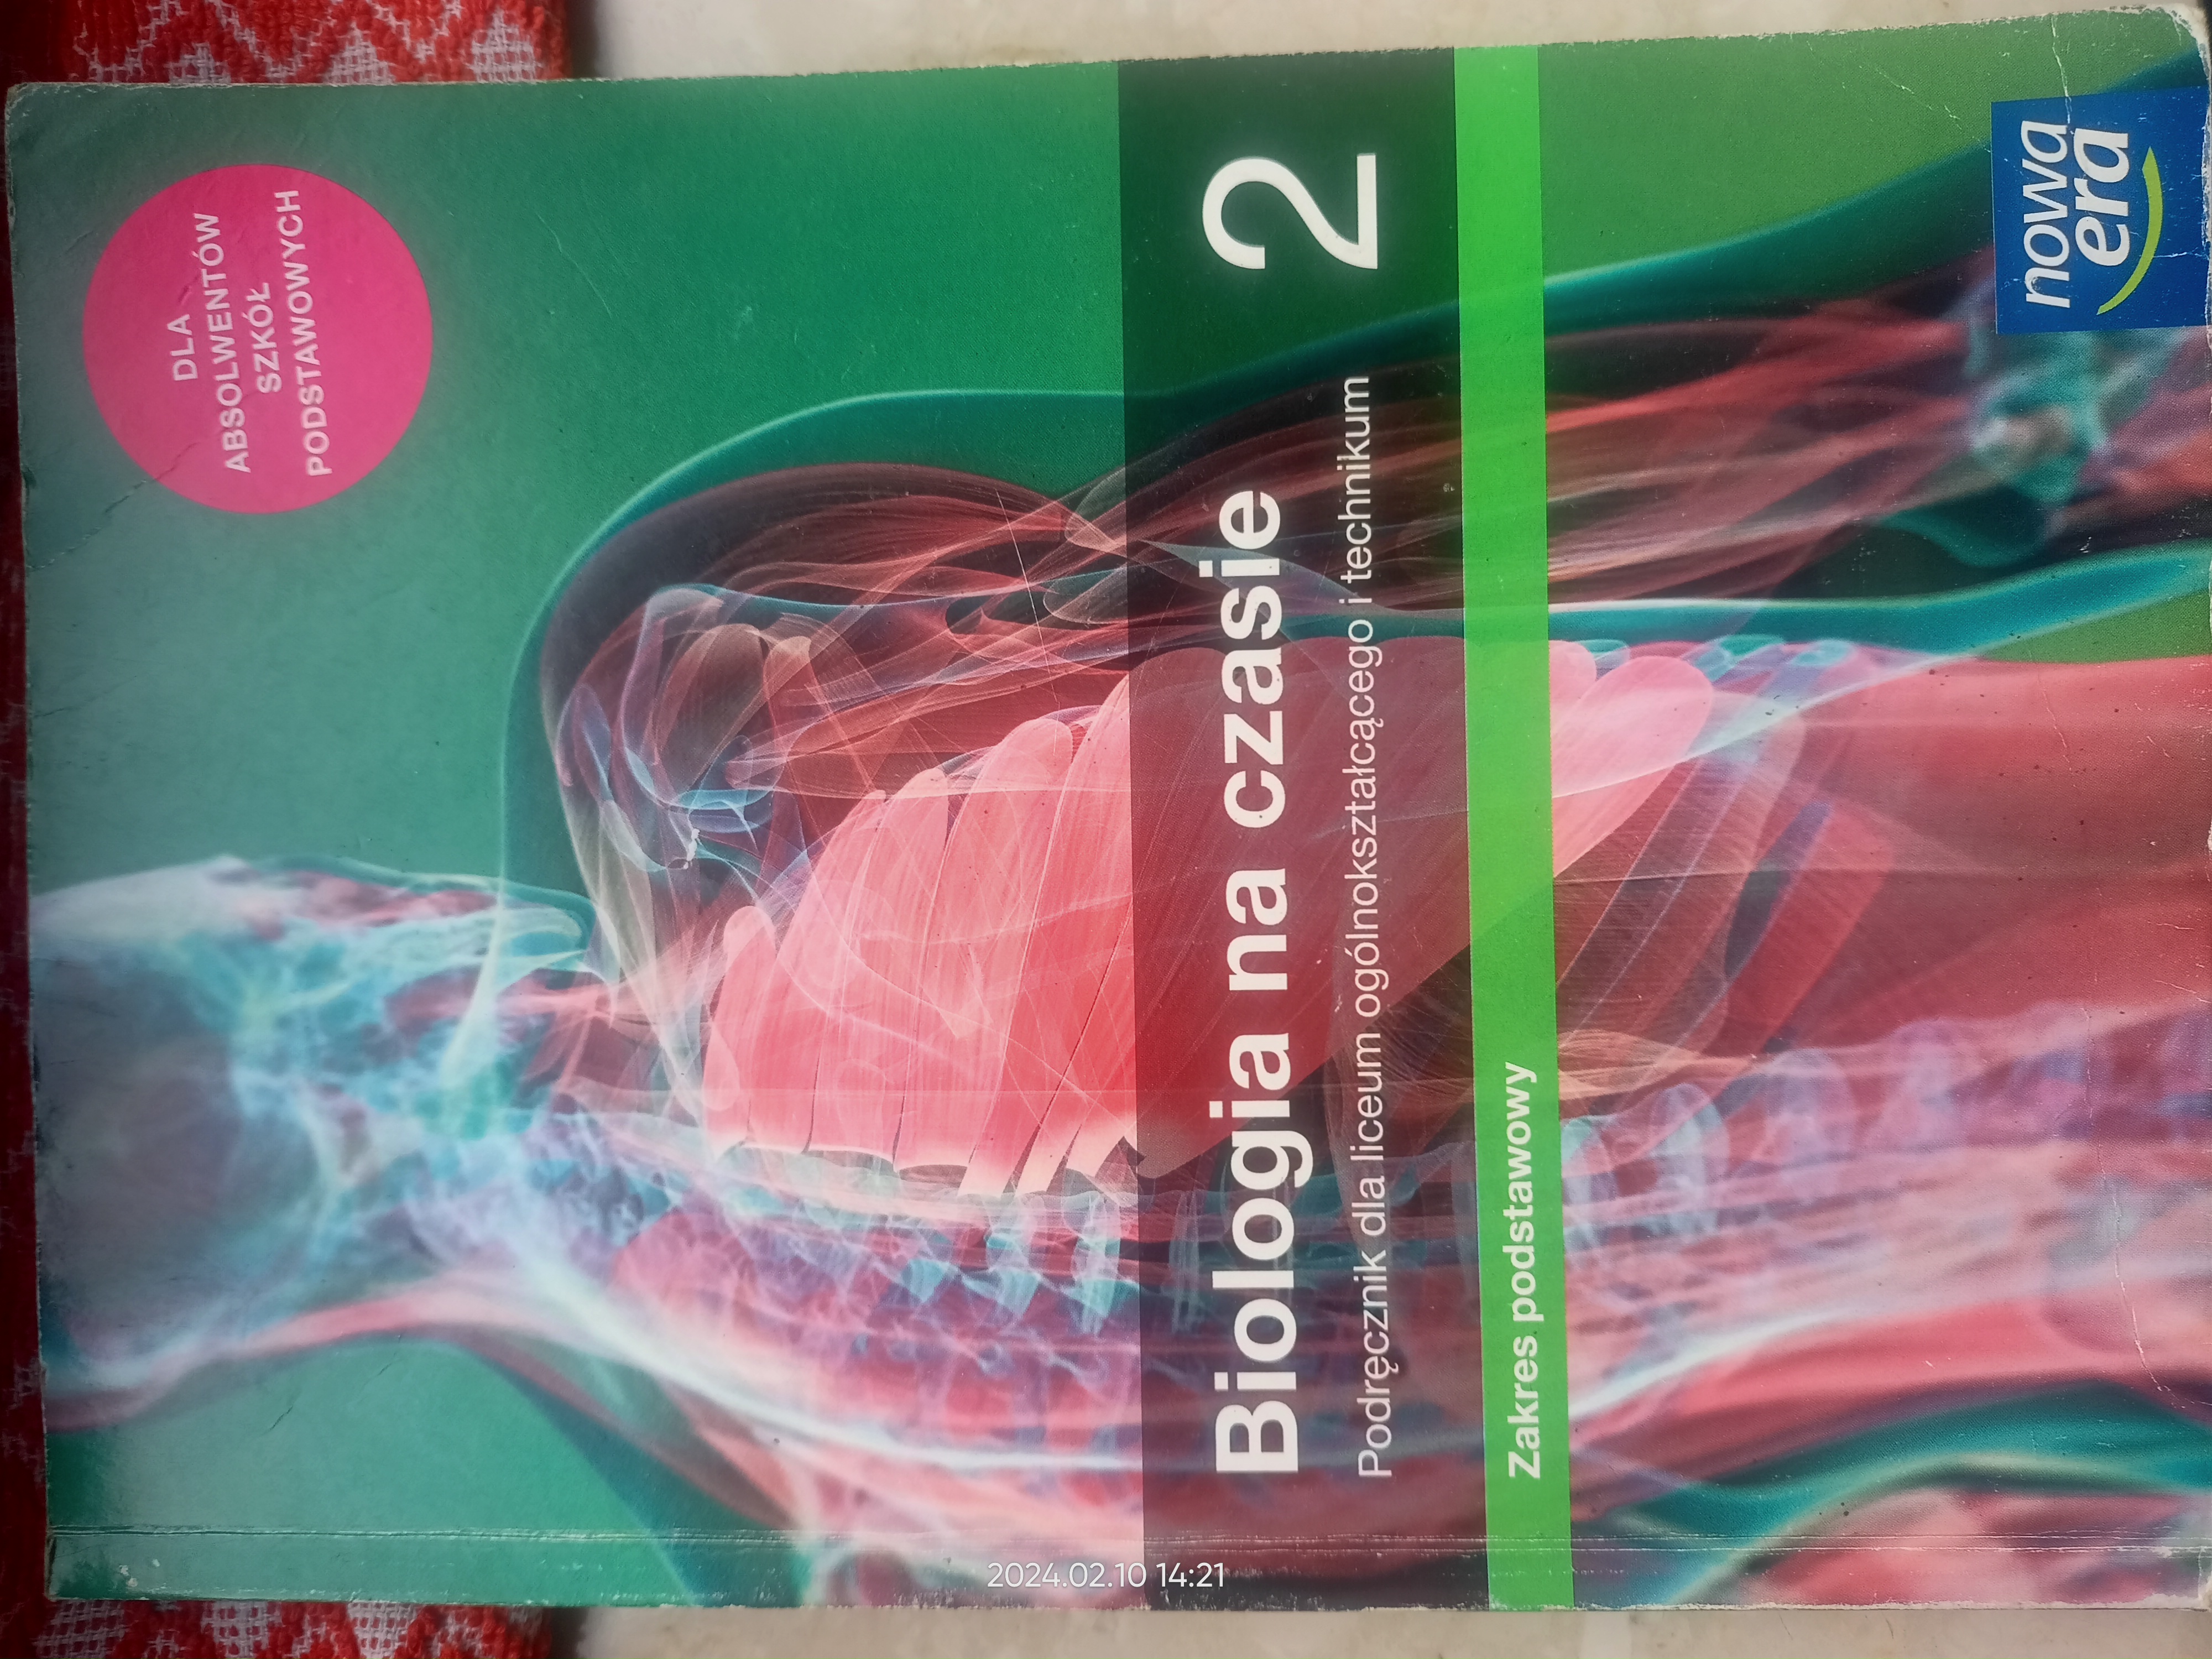 DLA
ABSOLWENTÓW
SZKÓŁ
PODSTAWOWYCH
2024.02.10 14:21
Biologia na czasie 2
Podręcznik dla liceum ogólnokształcącego i technikum
Zakres podstawowy
nowa
era